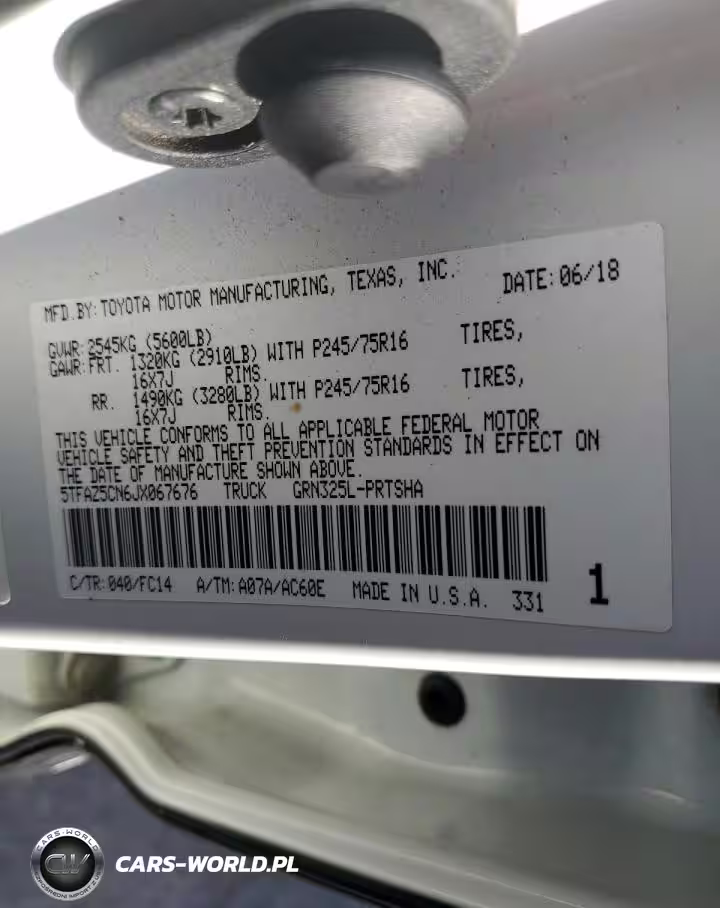 MFD.BY:TOYOTA MOTOR MANUFACTURING, TEXAS, INC. DATE:06/18
GVWR:2545KG (5600LB)
GAWR:FRT. 1320KG (2910LB) WITH P245/75R16 TIRES,
16X7J RIMS.
RR. 1490KG (3280LB) WITH P245/75R16 TIRES,
16X7J RIMS.
THIS VEHICLE CONFORMS TO ALL APPLICABLE FEDERAL MOTOR
VEHICLE SAFETY AND THEFT PREVENTION STANDARDS IN EFFECT ON
THE DATE OF MANUFACTURE SHOWN ABOVE.
5TFAZ5CN6JX067676 TRUCK GRN325L-PRTSHA
C/TR:040/FC14 A/TM:A07A/AC60E MADE IN U.S.A. 331 1
CARS-WORLD
CW
CARS-WORLD.PL